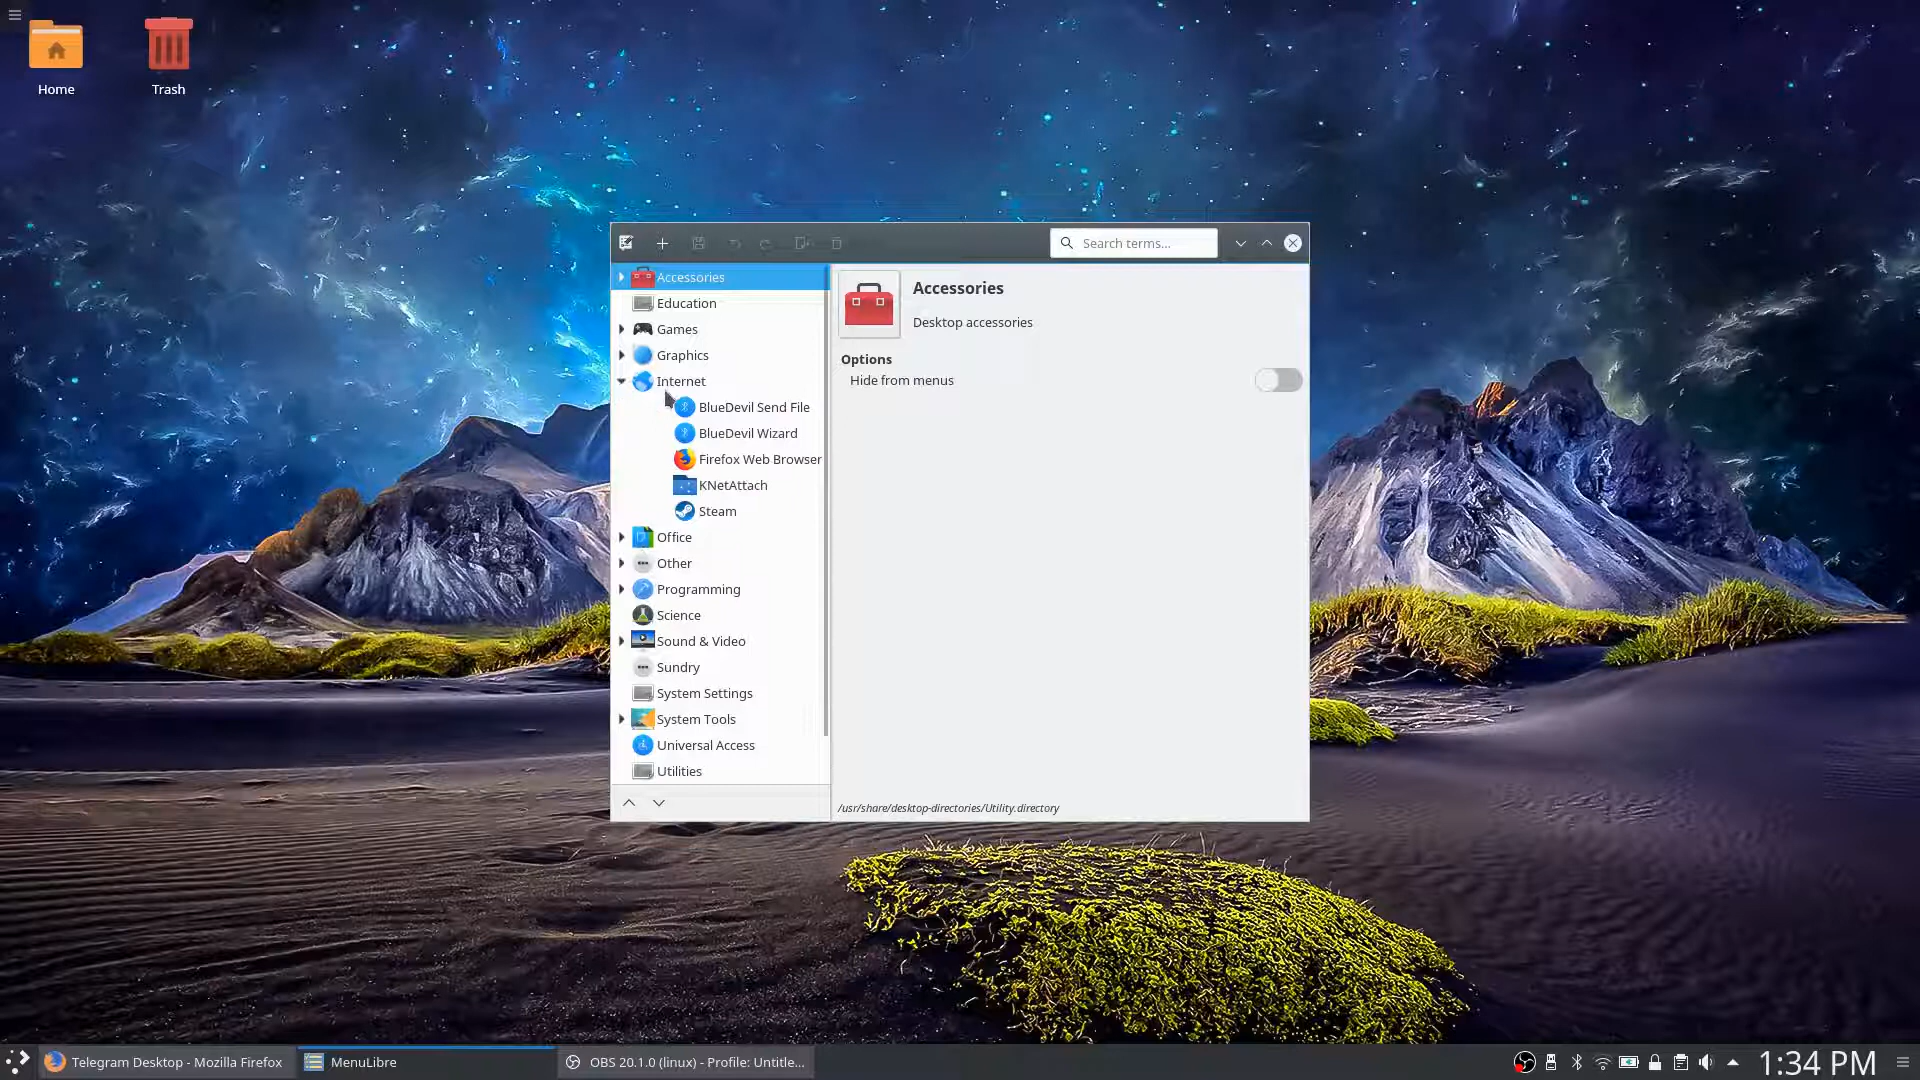 Home
Trash
Search terms...
Accessories
Education
Games
Graphics
Internet
BlueDevil Send File
BlueDevil Wizard
Firefox Web Browser
KNetAttach
Steam
Office
Other
Programming
Science
Sound & Video
Sundry
System Settings
System Tools
Universal Access
Utilities
Accessories
Desktop accessories
Options
Hide from menus
/usr/share/desktop-directories/Utility.directory
Telegram Desktop - Mozilla Firefox
MenuLibre
OBS 20.1.0 (linux) - Profile: Untitle...
1:34 PM